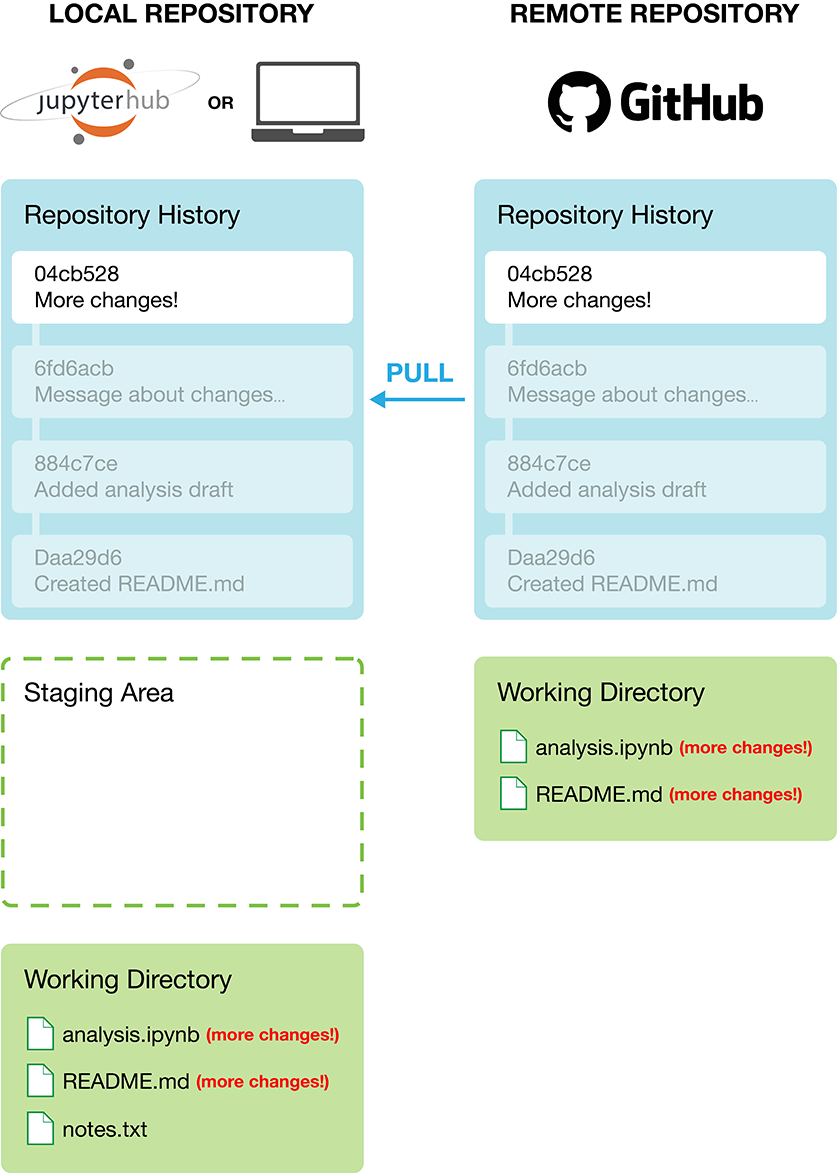 LOCAL REPOSITORY
jupyterhub
OR
Repository History
04cb528
More changes!
6fd6acb
Message about changes...
884c7ce
Added analysis draft
Daa29d6
Created README.md
Staging Area
Working Directory
analysis.ipynb (more changes!)
README.md (more changes!)
notes.txt
PULL
REMOTE REPOSITORY
GitHub
Repository History
04cb528
More changes!
6fd6acb
Message about changes...
884c7ce
Added analysis draft
Daa29d6
Created README.md
Working Directory
analysis.ipynb (more changes!)
README.md (more changes!)